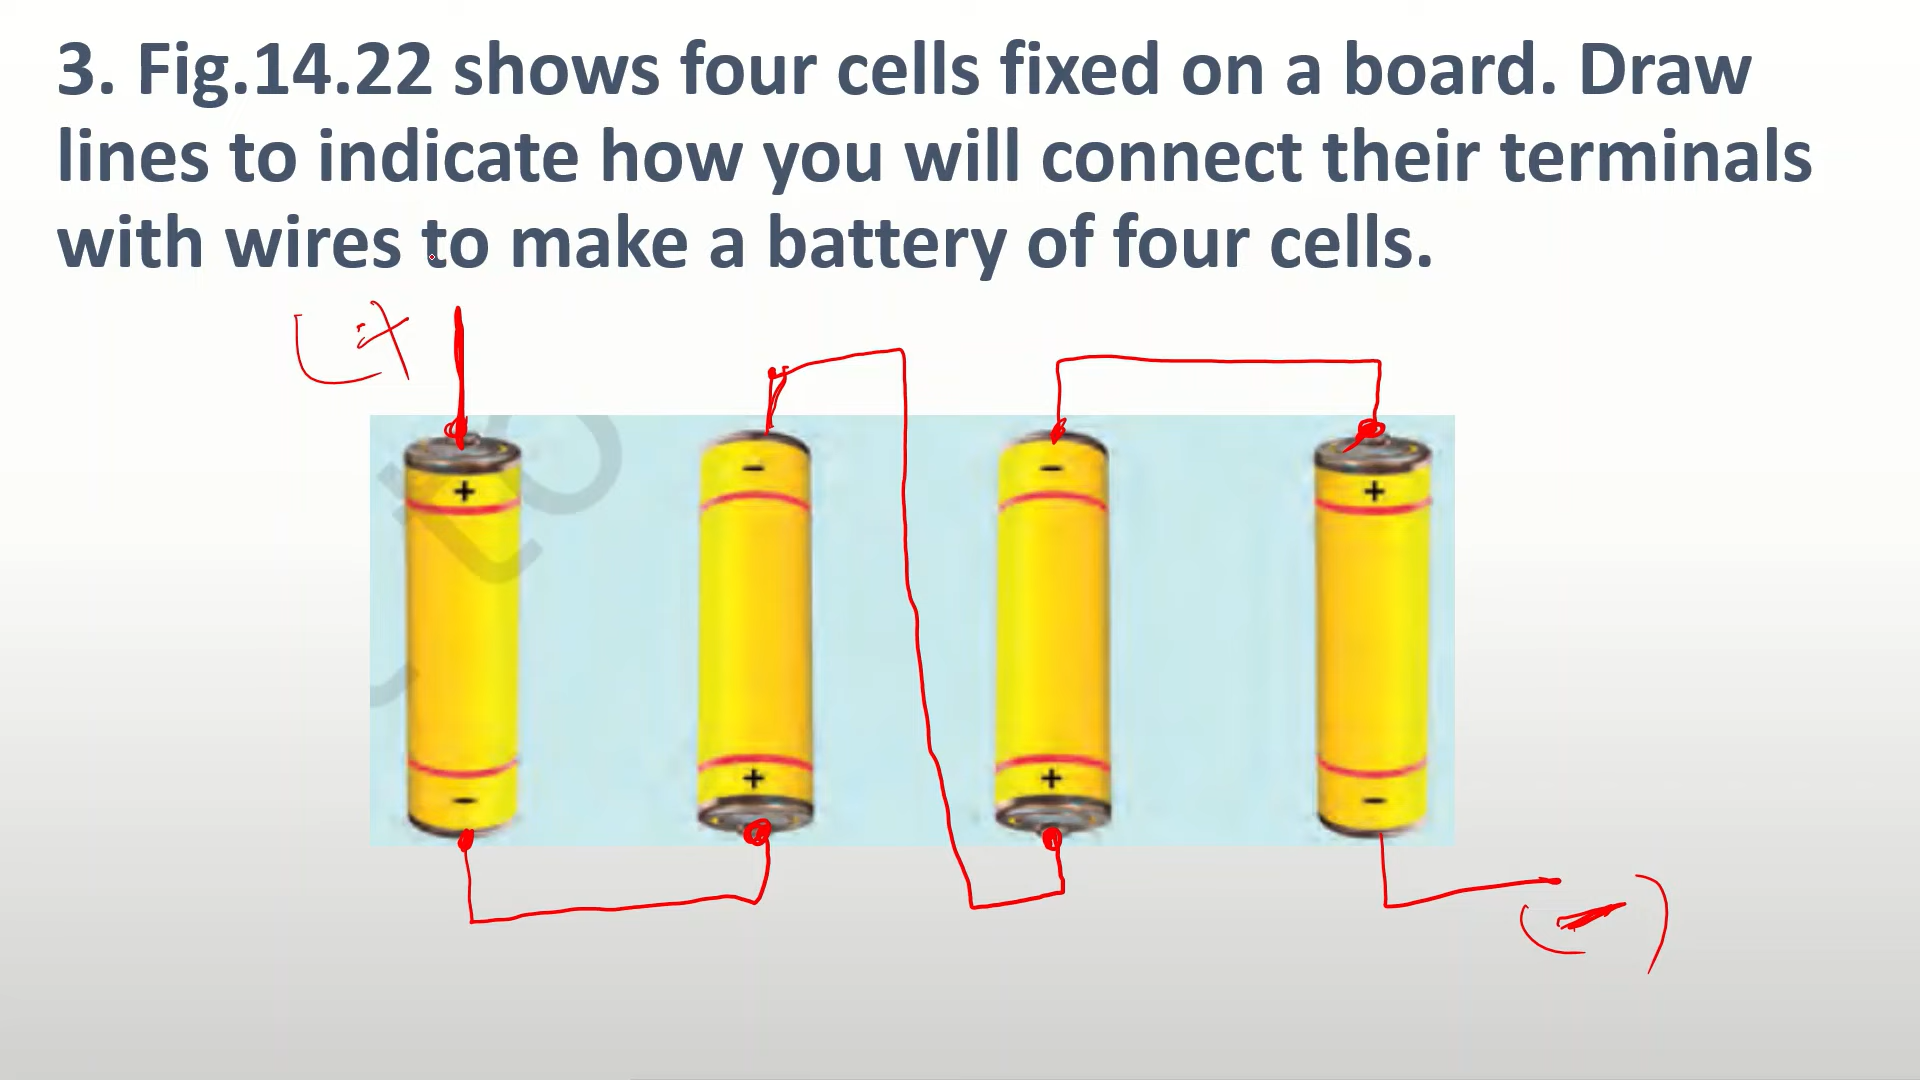 3. Fig.14.22 shows four cells fixed on a board. Draw
lines to indicate how you will connect their terminals
with wires to make a battery of four cells.
(+)
+ - - +
- + + -
(-)